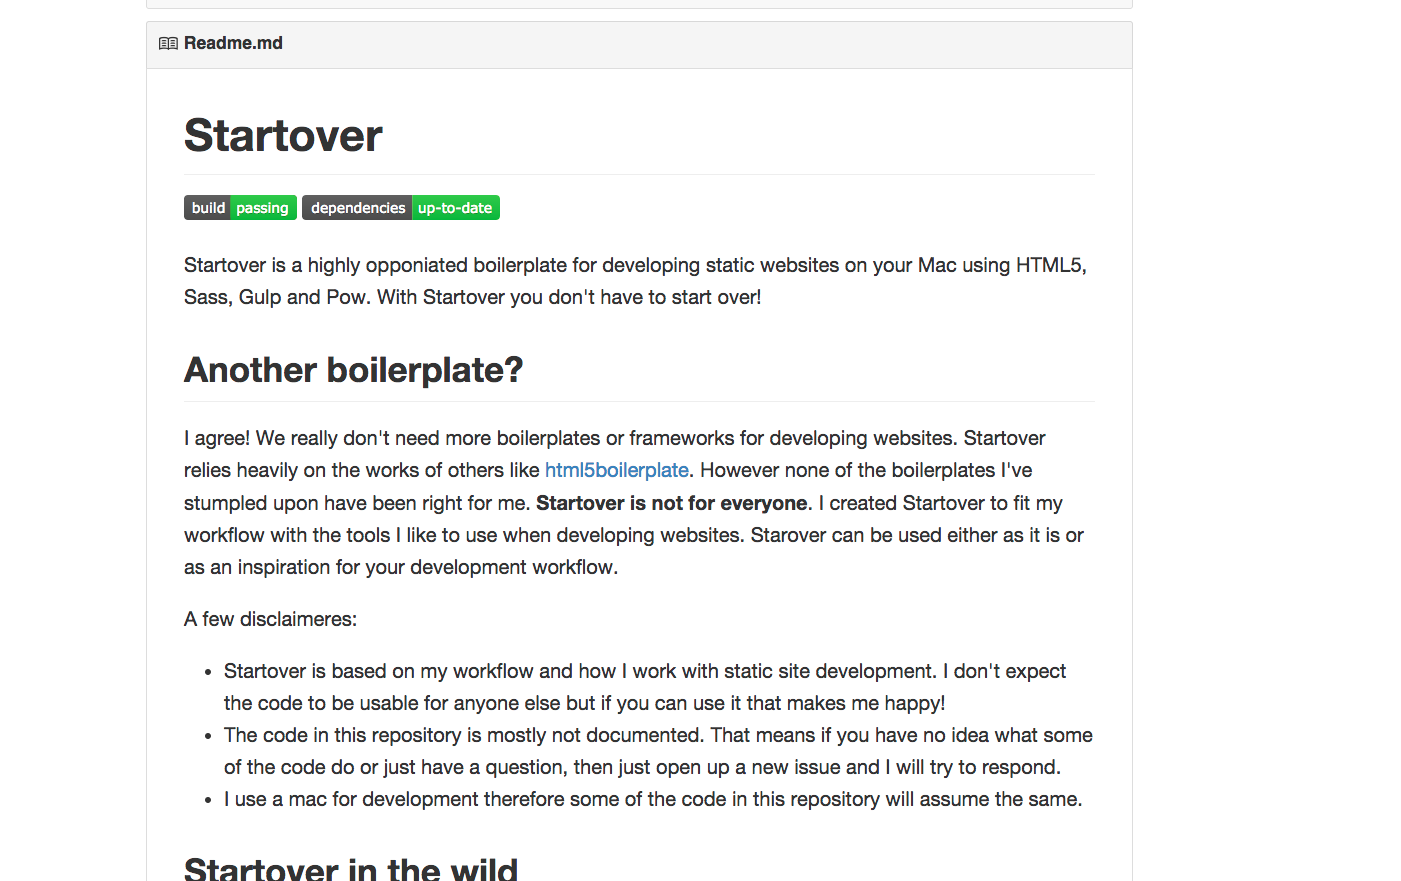 Readme.md
Startover
build passing dependencies up-to-date
Startover is a highly opponiated boilerplate for developing static websites on your Mac using HTML5,
Sass, Gulp and Pow. With Startover you don't have to start over!
Another boilerplate?
I agree! We really don't need more boilerplates or frameworks for developing websites. Startover
relies heavily on the works of others like html5boilerplate. However none of the boilerplates I've
stumpled upon have been right for me. Startover is not for everyone. I created Startover to fit my
workflow with the tools I like to use when developing websites. Starover can be used either as it is or
as an inspiration for your development workflow.
A few disclaimeres:
• Startover is based on my workflow and how I work with static site development. I don't expect
the code to be usable for anyone else but if you can use it that makes me happy!
• The code in this repository is mostly not documented. That means if you have no idea what some
of the code do or just have a question, then just open up a new issue and I will try to respond.
• I use a mac for development therefore some of the code in this repository will assume the same.
Startover in the wild